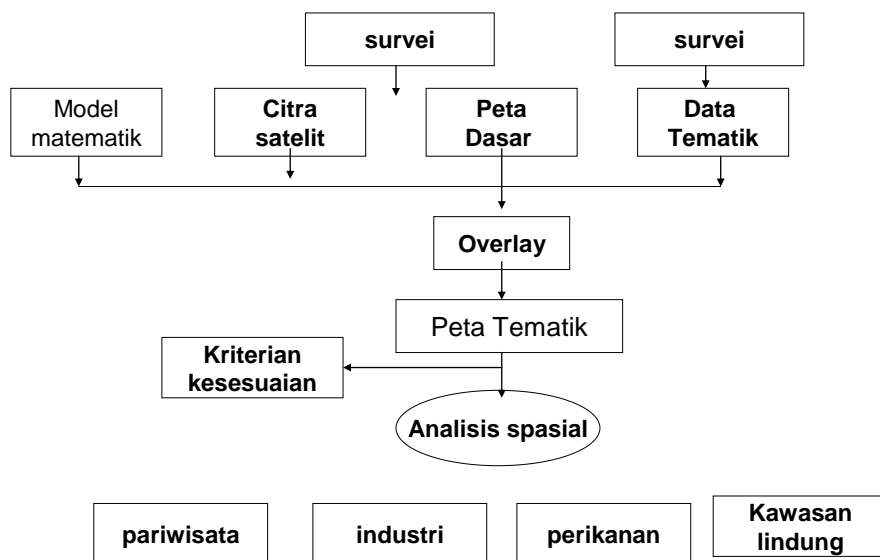 survei
survei
Model
matematik
Citra
satelit
Peta
Dasar
Data
Tematik
Overlay
Peta Tematik
Kriterian
kesesuaian
Analisis spasial
pariwisata
industri
perikanan
Kawasan
lindung